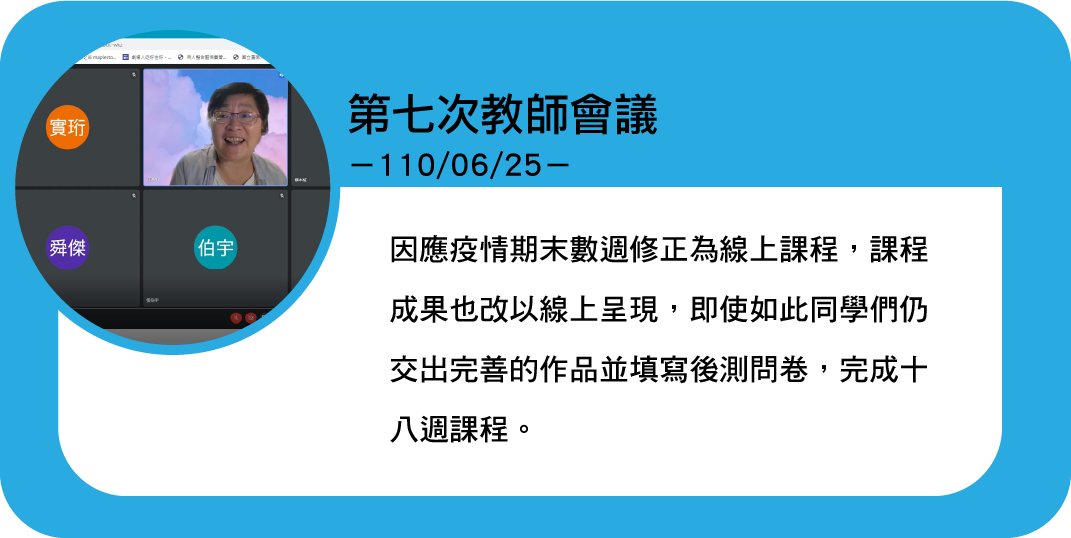 實珩
舜傑
伯宇
第七次教師會議
－110/06/25－
因應疫情期末數週修正為線上課程，課程
成果也改以線上呈現，即使如此同學們仍
交出完善的作品並填寫後測問卷，完成十
八週課程。